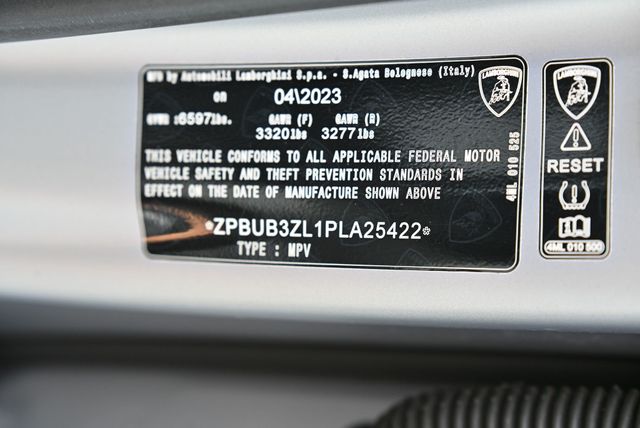 MFD by Automobili Lamborghini S.p.a. - S.Agata Bolognese (Italy)
on 04\2023
GVWR :6597lbs. GAWR (F) GAWR (R)
3320lbs 3277lbs
THIS VEHICLE CONFORMS TO ALL APPLICABLE FEDERAL MOTOR
VEHICLE SAFETY AND THEFT PREVENTION STANDARDS IN
EFFECT ON THE DATE OF MANUFACTURE SHOWN ABOVE
*ZPBUB3ZL1PLA25422*
TYPE : MPV
4ML 010 525
LAMBORGHINI
LAMBORGHINI
RESET
4ML 010 500